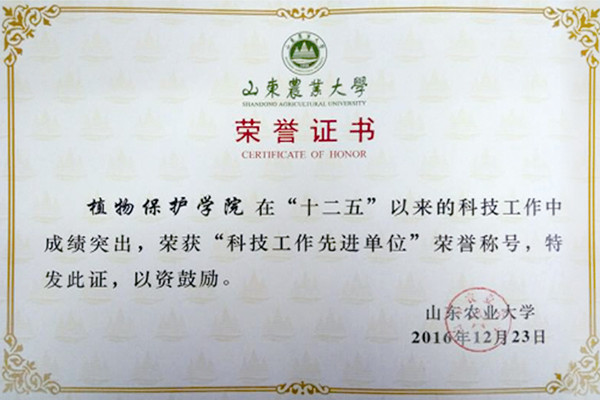 山東農業大學
SHANDONG AGRICULTURAL UNIVERSITY
荣誉证书
CERTIFICATE OF HONOR
植物保护学院在“十二五”以来的科技工作中
成绩突出，荣获“科技工作先进单位”荣誉称号，特
发此证，以资鼓励。
山东农业大学
2016年12月23日